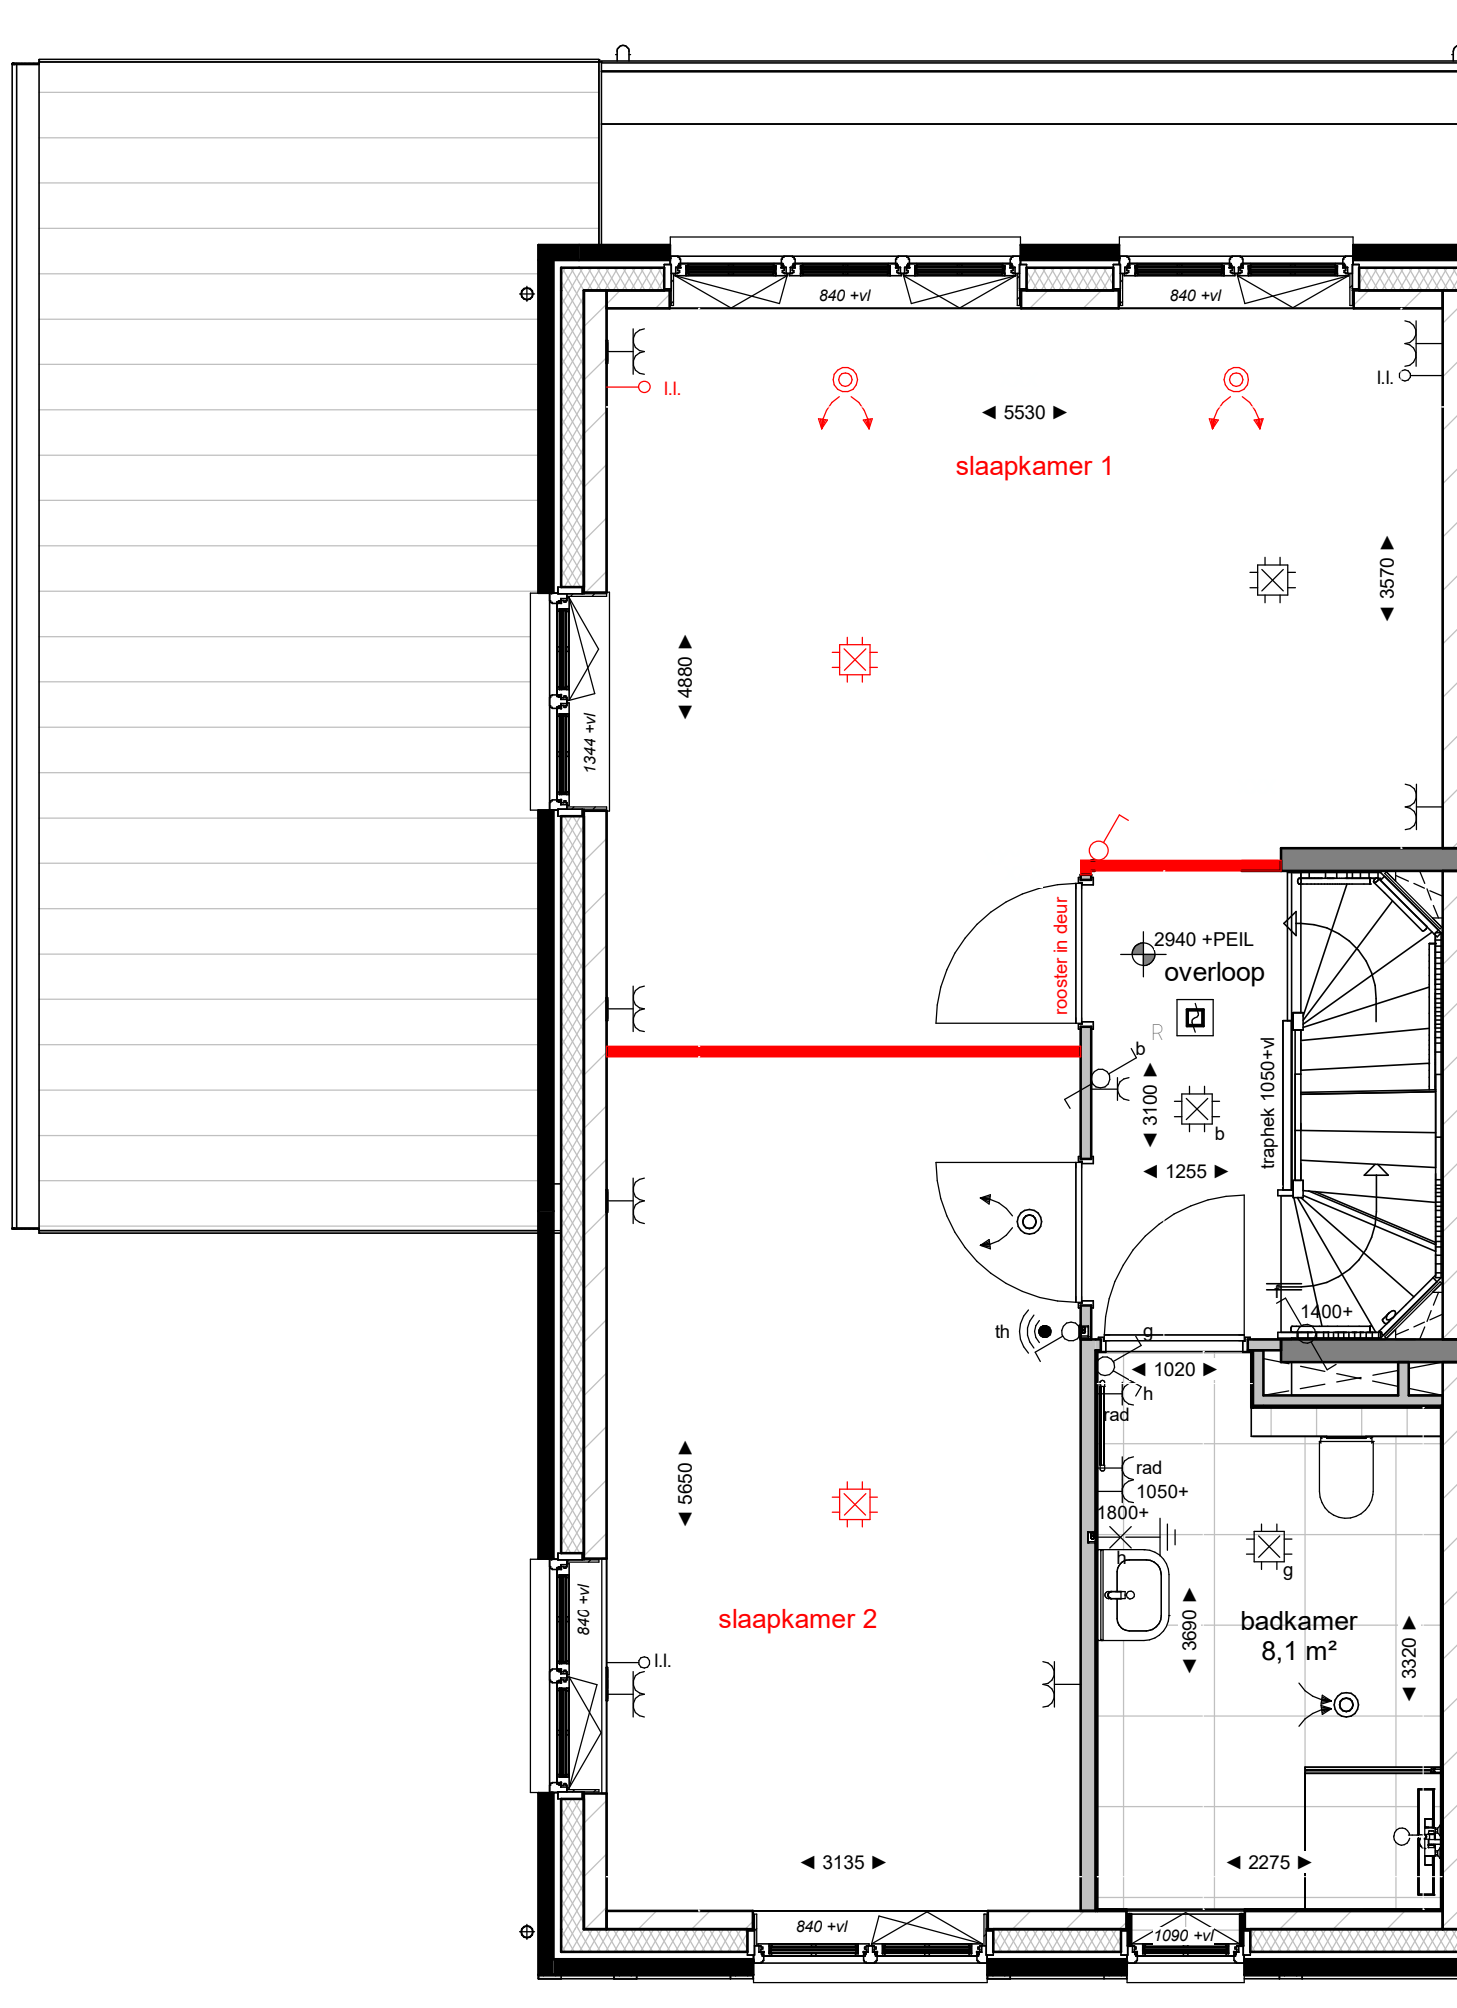 840 +vl
840 +vl
l.l.
l.l.
◄ 5530 ►
slaapkamer 1
◄ 3570 ►
◄ 4880 ►
1344 +vl
rooster in deur
2940 +PEIL
overloop
R
b
◄ 3100 ►
b
traphek 1050+vl
◄ 1255 ►
1400+
th
g
◄ 1020 ►
h
rad
rad
1050+
1800+
h
g
◄ 5650 ►
840 +vl
slaapkamer 2
l.l.
◄ 3690 ►
badkamer
8,1 m²
◄ 3320 ►
◄ 3135 ►
◄ 2275 ►
840 +vl
1090 +vl